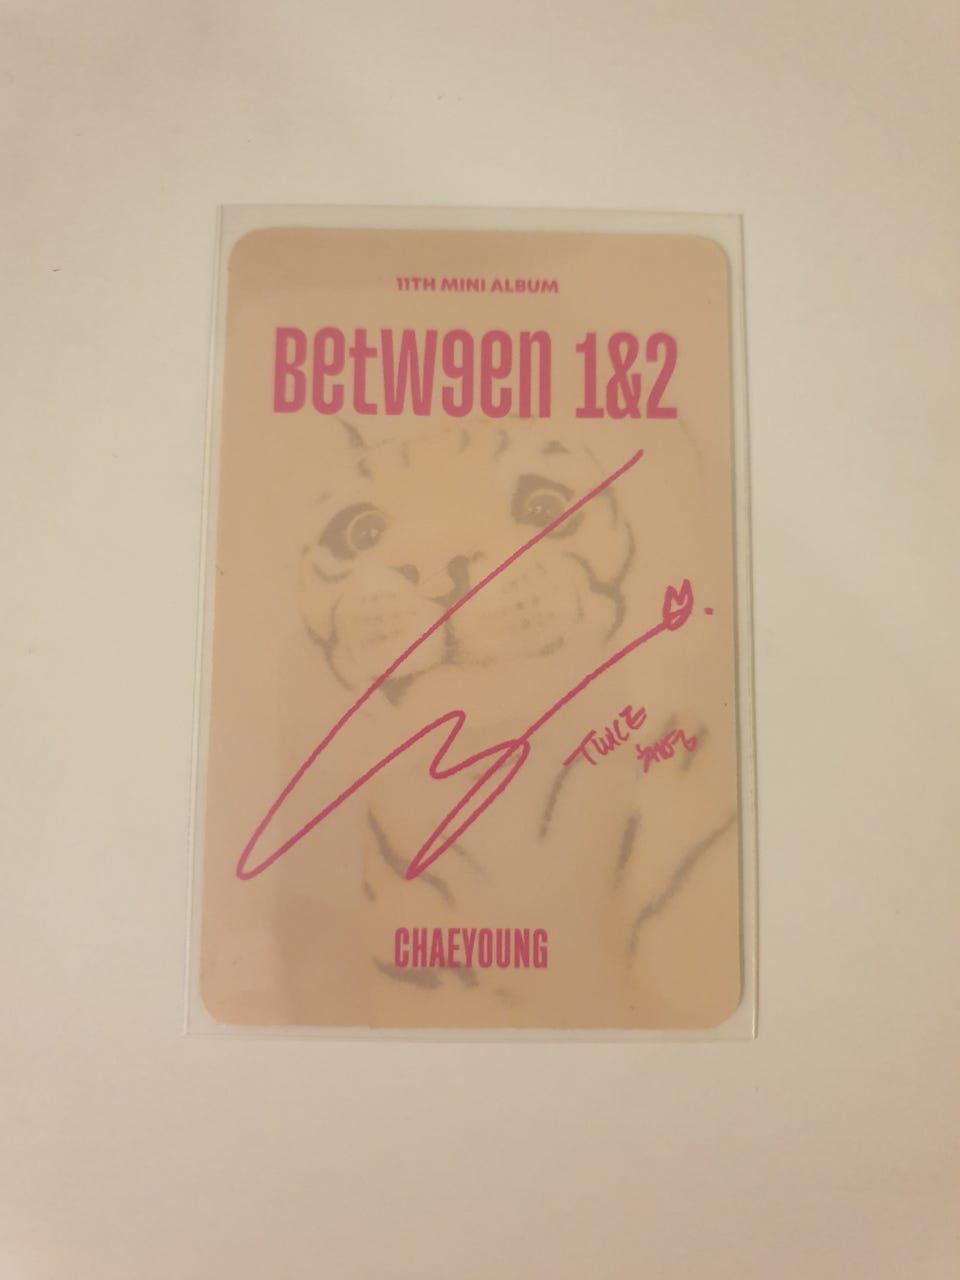 11TH MINI ALBUM
BetW9en 1&2
TWICE
채영
CHAEYOUNG